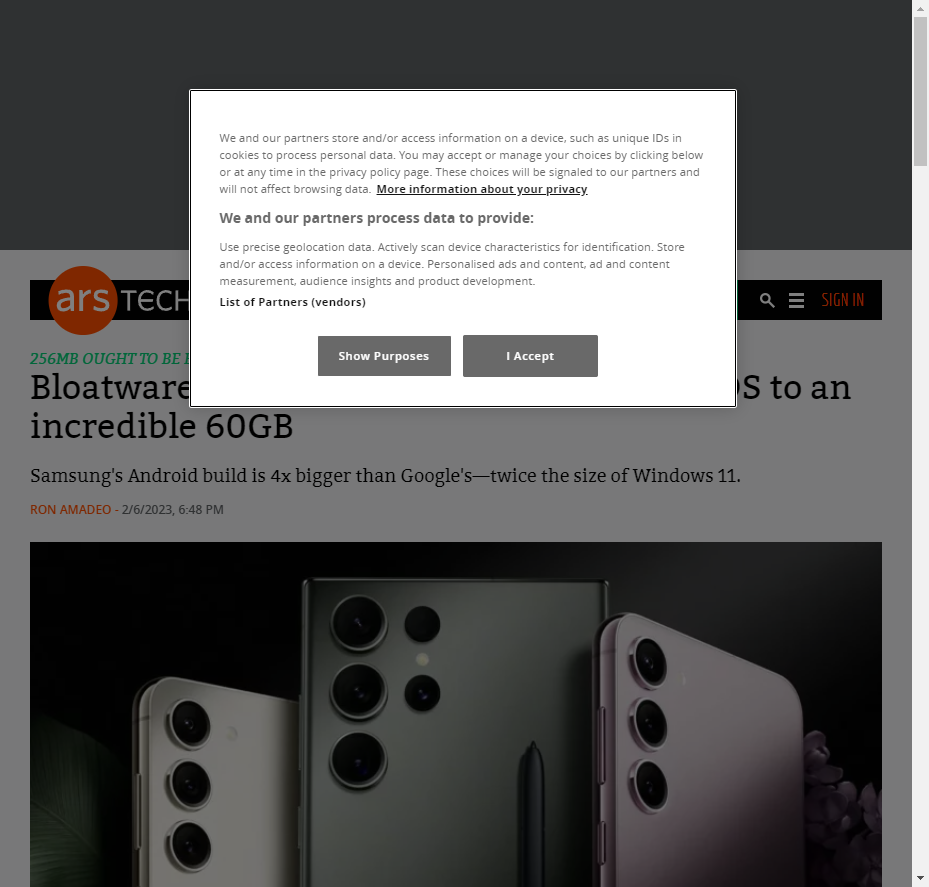 We and our partners store and/or access information on a device, such as unique IDs in
cookies to process personal data. You may accept or manage your choices by clicking below
or at any time in the privacy policy page. These choices will be signaled to our partners and
will not affect browsing data. More information about your privacy
We and our partners process data to provide:
Use precise geolocation data. Actively scan device characteristics for identification. Store
and/or access information on a device. Personalised ads and content, ad and content
measurement, audience insights and product development.
List of Partners (vendors)
Show Purposes
I Accept
ars TECH
SIGN IN
256MB OUGHT TO BE
Bloatware OS to an
incredible 60GB
Samsung's Android build is 4x bigger than Google's—twice the size of Windows 11.
RON AMADEO - 2/6/2023, 6:48 PM